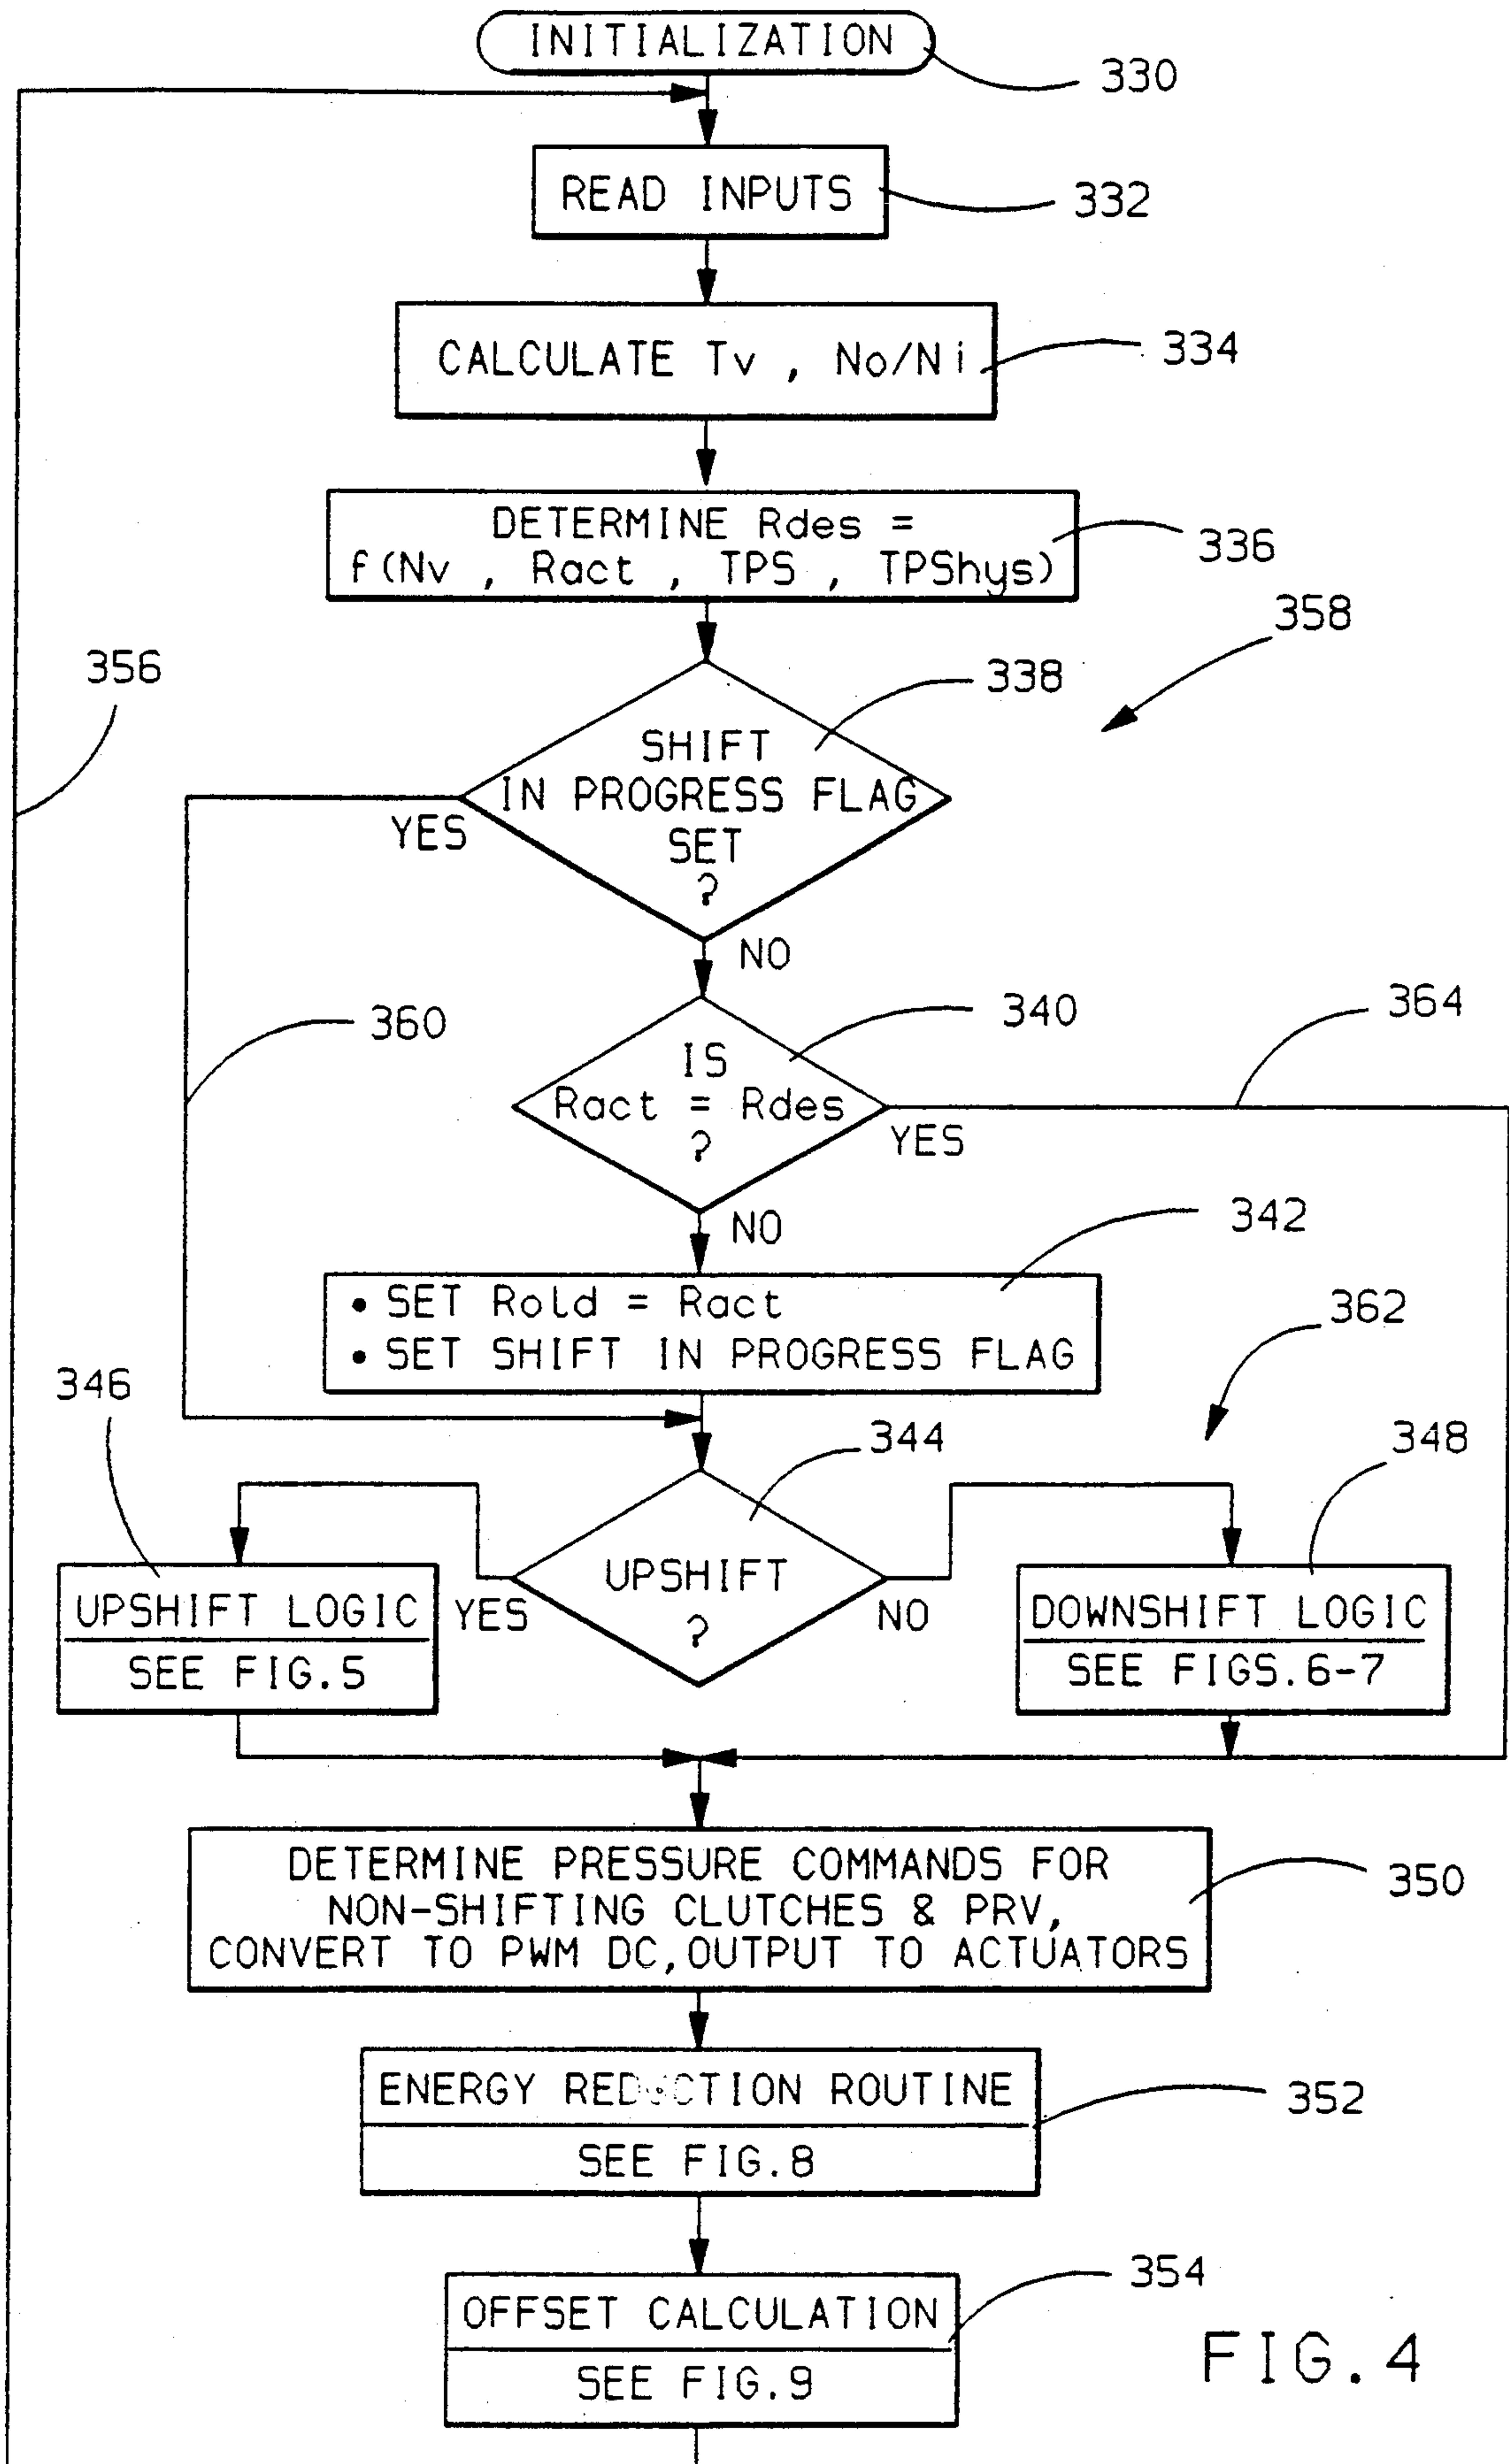 INITIALIZATION
330
READ INPUTS
332
CALCULATE Tv , No/Ni
334
DETERMINE Rdes =
f(Nv , Ract , TPS , TPShys)
336
358
356
338
SHIFT
IN PROGRESS FLAG
SET
?
YES
NO
360
340
364
IS
Ract = Rdes
?
YES
NO
342
• SET Rold = Ract
• SET SHIFT IN PROGRESS FLAG
362
346
344
348
UPSHIFT
?
YES
NO
UPSHIFT LOGIC
SEE FIG.5
DOWNSHIFT LOGIC
SEE FIGS.6-7
DETERMINE PRESSURE COMMANDS FOR
NON-SHIFTING CLUTCHES & PRV,
CONVERT TO PWM DC,OUTPUT TO ACTUATORS
350
ENERGY REDUCTION ROUTINE
SEE FIG.8
352
354
OFFSET CALCULATION
SEE FIG.9
FIG.4